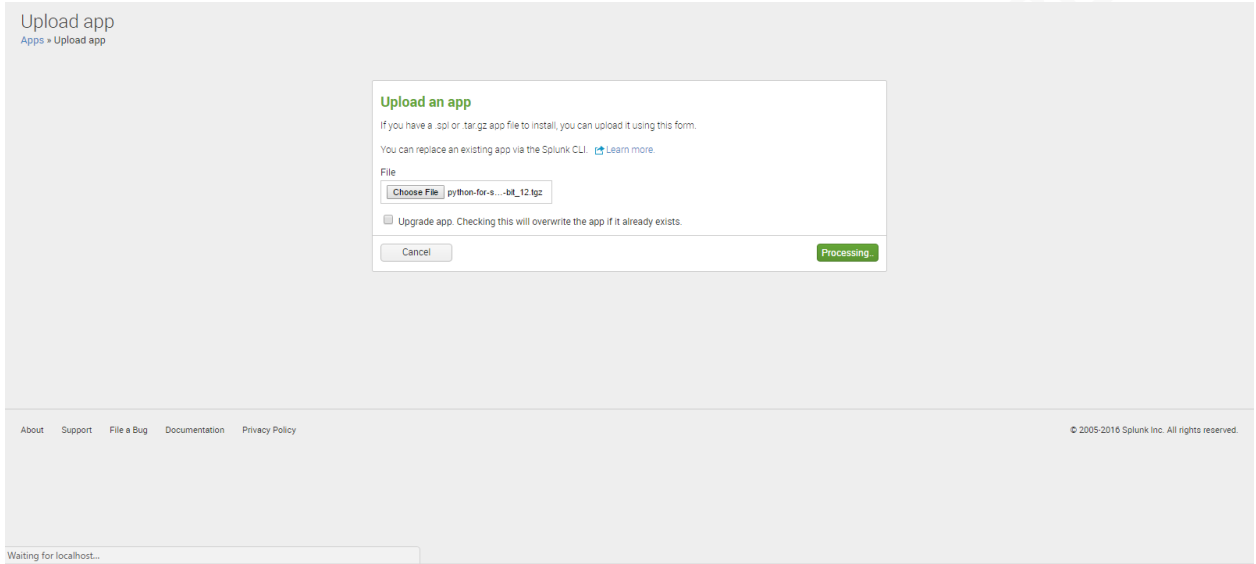 Upload app
Apps » Upload app
Upload an app
If you have a .spl or .tar.gz app file to install, you can upload it using this form.
You can replace an existing app via the Splunk CLI. Learn more.
File
Choose File python-for-s...-bit_12.tgz
Upgrade app. Checking this will overwrite the app if it already exists.
Cancel Processing..
About Support File a Bug Documentation Privacy Policy © 2005-2016 Splunk Inc. All rights reserved.
Waiting for localhost...